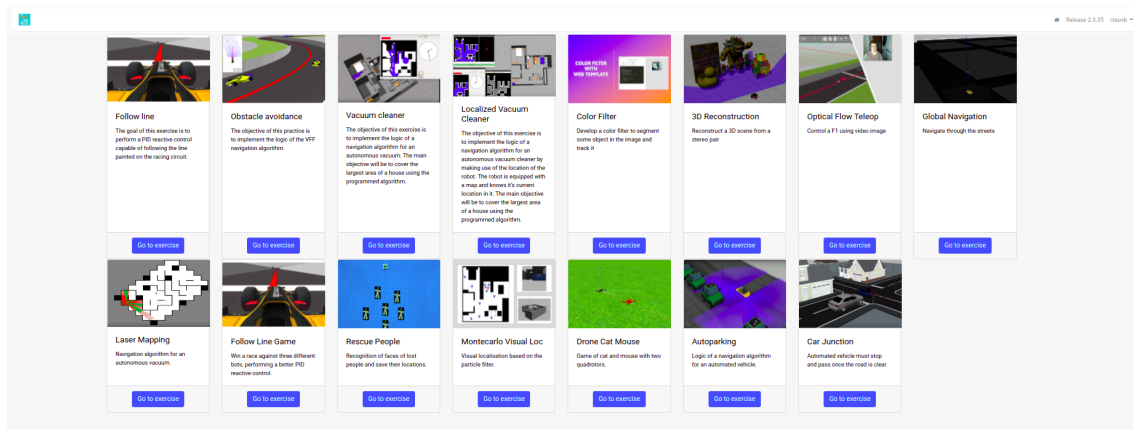 Release 2.3.35
Follow line
The goal of this exercise is to
perform a PID reactive control
capable of following the line
painted on the racing circuit.
Go to exercise
Obstacle avoidance
The objective of this practice is
to implement the logic of the VFF
navigation algorithm.
Go to exercise
Vacuum cleaner
The objective of this exercise is
to implement the logic of a
navigation algorithm for an
autonomous vacuum. The main
objective will be to cover the
largest area of a house using the
programmed algorithm.
Go to exercise
Localized Vacuum
Cleaner
The objective of this exercise is
to implement the logic of a
navigation algorithm for an
autonomous vacuum cleaner by
making use of the location of the
robot. The robot is equipped with
a map and knows it's current
location in it. The main objective
will be to cover the largest area
of a house using the
programmed algorithm.
Go to exercise
COLOR FILTER
WITH
WEB TEMPLATE
Color Filter
Develop a color filter to segment
some object in the image and
track it
Go to exercise
3D Reconstruction
Reconstruct a 3D scene from a
stereo pair
Go to exercise
Optical Flow Teleop
Control a F1 using video image
Go to exercise
Global Navigation
Navigate through the streets
Go to exercise
Laser Mapping
Navigation algorithm for an
autonomous vacuum.
Go to exercise
Follow Line Game
Win a race against three different
bots, performing a better PID
reactive control.
Go to exercise
Rescue People
Recognition of faces of lost
people and save their locations.
Go to exercise
Montecarlo Visual Loc
Visual localisation based on the
particle filter.
Go to exercise
Drone Cat Mouse
Game of cat and mouse with two
quadrotors.
Go to exercise
Autoparking
Logic of a navigation algorithm
for an automated vehicle.
Go to exercise
Car Junction
Automated vehicle must stop
and pass once the road is clear.
Go to exercise